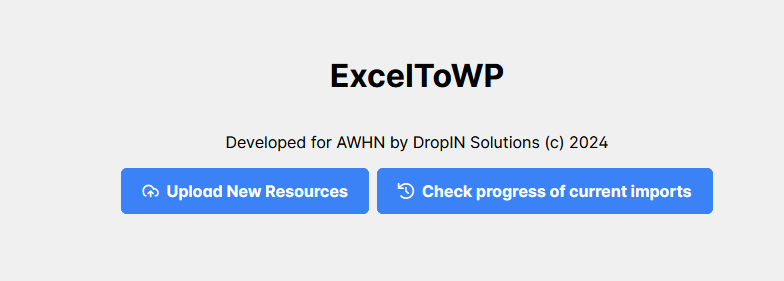 ExcelToWP
Developed for AWHN by DropIN Solutions (c) 2024
Upload New Resources
Check progress of current imports